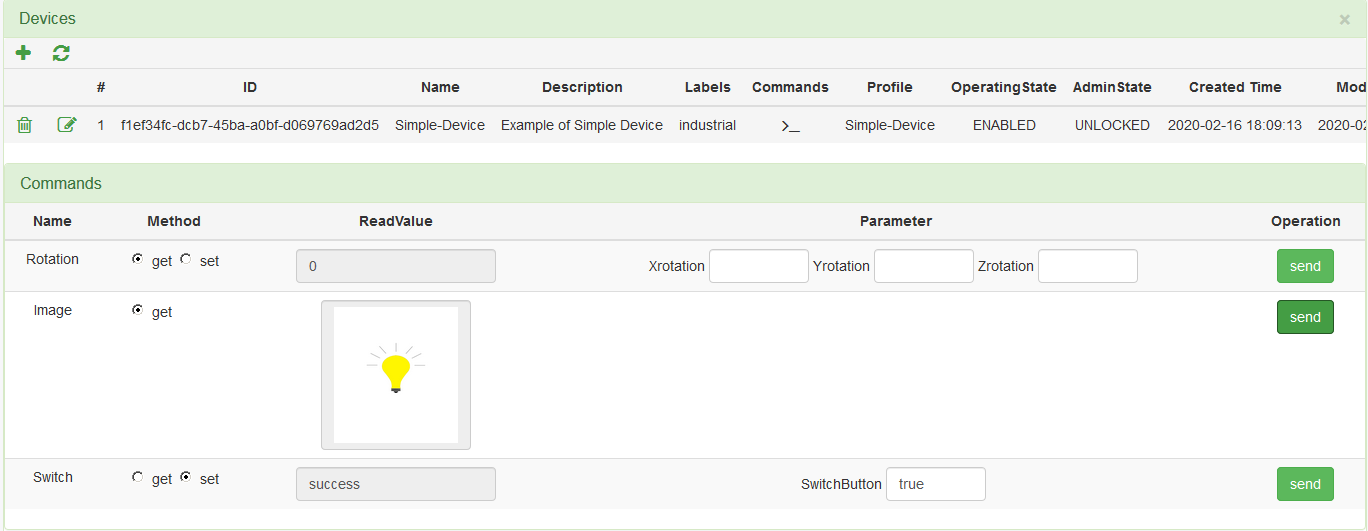 Devices ×
# ID Name Description Labels Commands Profile OperatingState AdminState Created Time Mod
1 f1ef34fc-dcb7-45ba-a0bf-d069769ad2d5 Simple-Device Example of Simple Device industrial >_ Simple-Device ENABLED UNLOCKED 2020-02-16 18:09:13 2020-02
Commands
Name Method ReadValue Parameter Operation
Rotation get set 0 Xrotation Yrotation Zrotation send
Image get send
Switch get set success SwitchButton true send